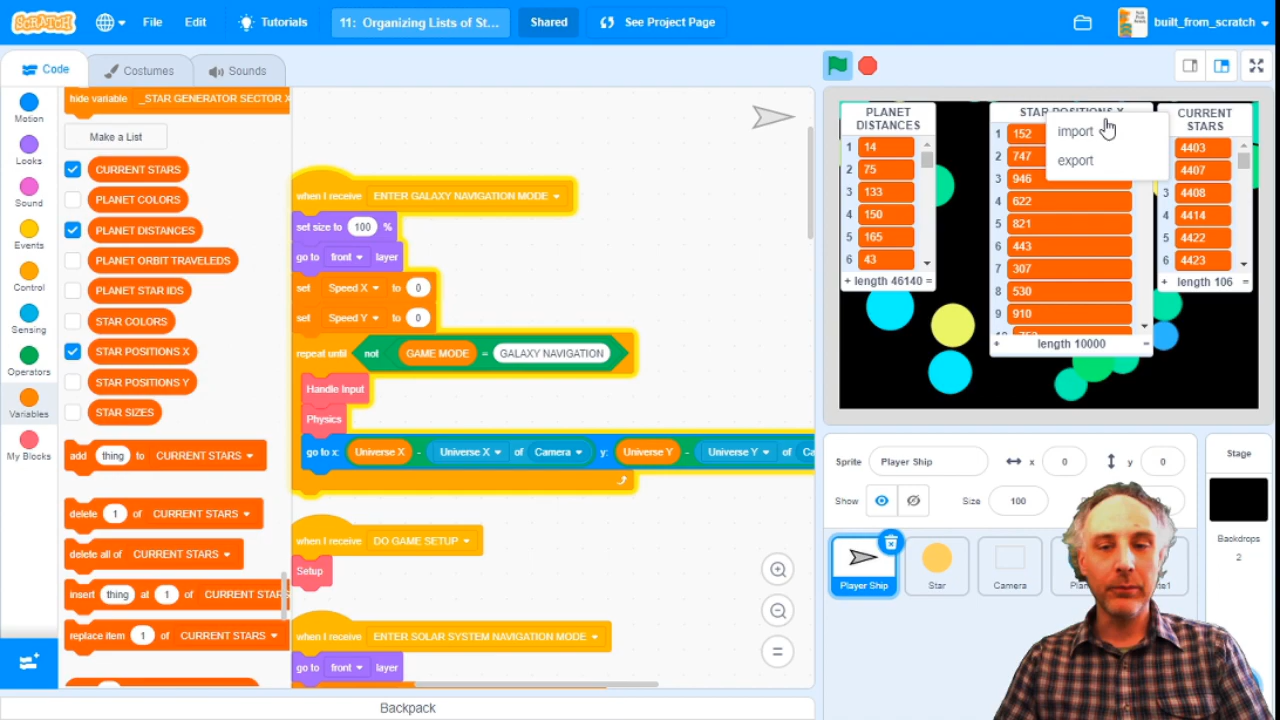 SCRATCH
File
Edit
Tutorials
11: Organizing Lists of St...
Shared
See Project Page
built_from_scratch
Code
Costumes
Sounds
Motion
Looks
Sound
Events
Control
Sensing
Operators
Variables
My Blocks
hide variable _STAR GENERATOR SECTOR X
Make a List
CURRENT STARS
PLANET COLORS
PLANET DISTANCES
PLANET ORBIT TRAVELEDS
PLANET STAR IDS
STAR COLORS
STAR POSITIONS X
STAR POSITIONS Y
STAR SIZES
add thing to CURRENT STARS
delete 1 of CURRENT STARS
delete all of CURRENT STARS
insert thing at 1 of CURRENT STARS
replace item 1 of CURRENT STARS
when I receive ENTER GALAXY NAVIGATION MODE
set size to 100 %
go to front layer
set Speed X to 0
set Speed Y to 0
repeat until not GAME MODE = GALAXY NAVIGATION
Handle Input
Physics
go to x: Universe X - Universe X of Camera y: Universe Y - Universe Y of Ca
when I receive DO GAME SETUP
Setup
when I receive ENTER SOLAR SYSTEM NAVIGATION MODE
go to front layer
Backpack
PLANET
DISTANCES
1 14
2 75
3 133
4 150
5 165
6 43
+ length 46140 =
STAR POSITIONS X
1 152
2 747
3 946
4 622
5 821
6 443
7 307
8 530
9 910
+ length 10000 =
import
export
CURRENT
STARS
4403
4407
3 4408
4 4414
5 4422
6 4423
+ length 106 =
Sprite Player Ship x 0 y 0
Show Size 100
Player Ship
Star
Camera
Stage
Backdrops
2